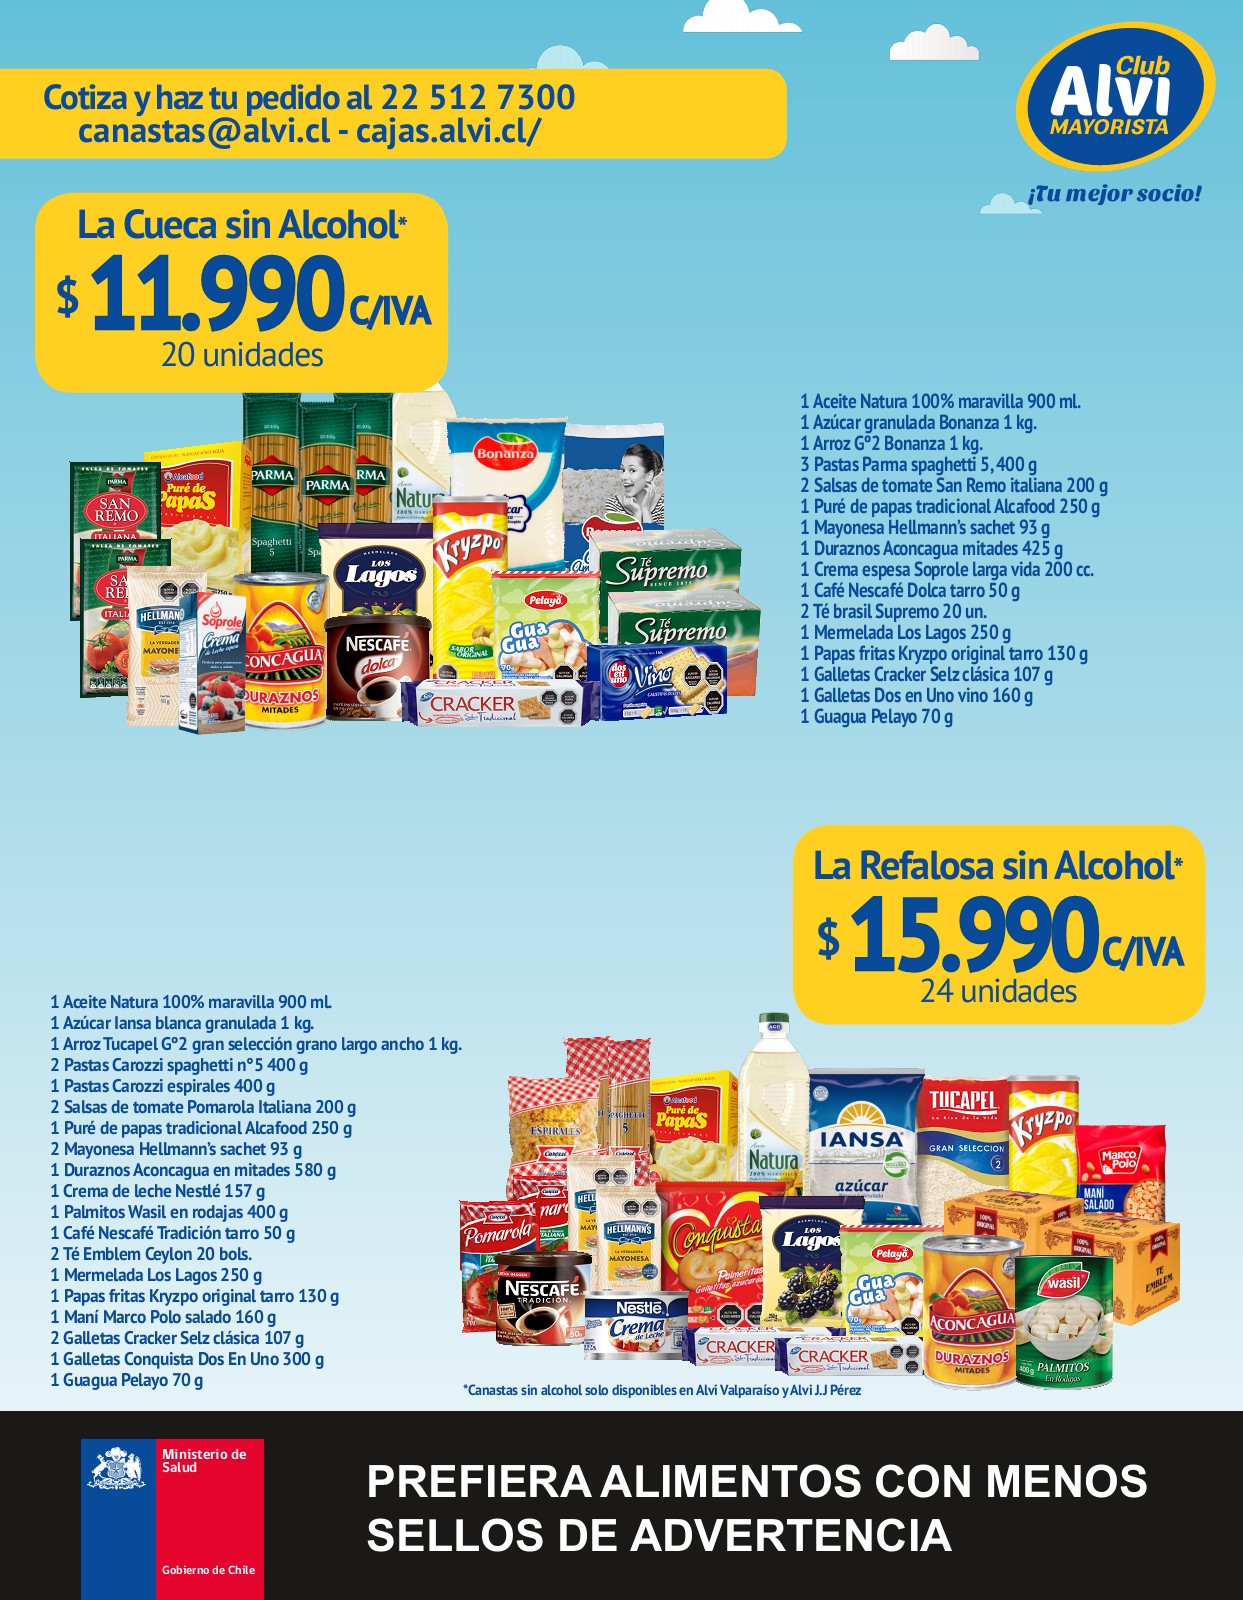 Cotiza y haz tu pedido al 22 512 7300
canastas@alvi.cl - cajas.alvi.cl/
Club
Alvi
MAYORISTA
¡Tu mejor socio!
La Cueca sin Alcohol*
$ 11.990 C/IVA
20 unidades
1 Aceite Natura 100% maravilla 900 ml.
1 Azúcar granulada Bonanza 1 kg.
1 Arroz G°2 Bonanza 1 kg.
3 Pastas Parma spaghetti 5, 400 g
2 Salsas de tomate San Remo italiana 200 g
1 Puré de papas tradicional Alcafood 250 g
1 Mayonesa Hellmann's sachet 93 g
1 Duraznos Aconcagua mitades 425 g
1 Crema espesa Soprole larga vida 200 cc.
1 Café Nescafé Dolca tarro 50 g
2 Té brasil Supremo 20 un.
1 Mermelada Los Lagos 250 g
1 Papas fritas Kryzpo original tarro 130 g
1 Galletas Cracker Selz clásica 107 g
1 Galletas Dos en Uno vino 160 g
1 Guagua Pelayo 70 g
La Refalosa sin Alcohol*
$ 15.990 C/IVA
24 unidades
1 Aceite Natura 100% maravilla 900 ml.
1 Azúcar Iansa blanca granulada 1 kg.
1 Arroz Tucapel G°2 gran selección grano largo ancho 1 kg.
2 Pastas Carozzi spaghetti n°5 400 g
1 Pastas Carozzi espirales 400 g
2 Salsas de tomate Pomarola Italiana 200 g
1 Puré de papas tradicional Alcafood 250 g
2 Mayonesa Hellmann's sachet 93 g
1 Duraznos Aconcagua en mitades 580 g
1 Crema de leche Nestlé 157 g
1 Palmitos Wasil en rodajas 400 g
1 Café Nescafé Tradición tarro 50 g
2 Té Emblem Ceylon 20 bols.
1 Mermelada Los Lagos 250 g
1 Papas fritas Kryzpo original tarro 130 g
1 Maní Marco Polo salado 160 g
2 Galletas Cracker Selz clásica 107 g
1 Galletas Conquista Dos En Uno 300 g
1 Guagua Pelayo 70 g
*Canastas sin alcohol solo disponibles en Alvi Valparaíso y Alvi J.J Pérez
Ministerio de
Salud
Gobierno de Chile
PREFIERA ALIMENTOS CON MENOS
SELLOS DE ADVERTENCIA